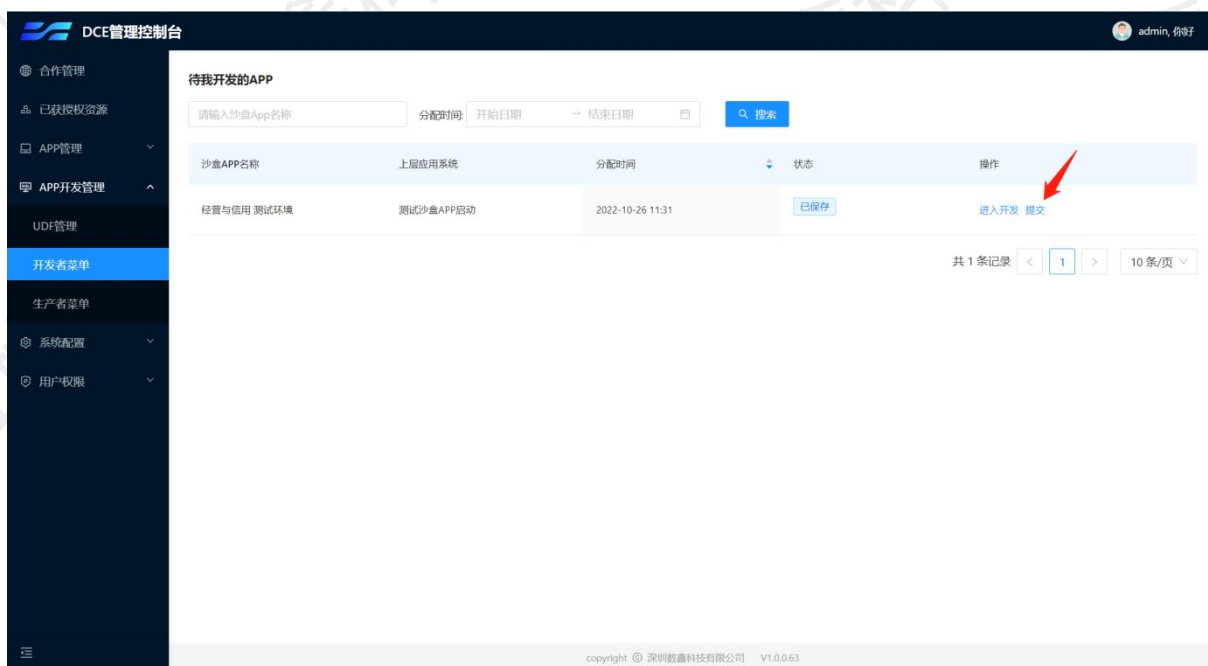 DCE管理控制台
admin, 你好
合作管理
已获授权资源
APP管理
APP开发管理
UDF管理
开发者菜单
生产者菜单
系统配置
用户权限
待我开发的APP
请输入沙盒App名称 分配时间: 开始日期 → 结束日期 搜索
沙盒APP名称 上层应用系统 分配时间 状态 操作
经营与信用 测试环境 测试沙盒APP启动 2022-10-26 11:31 已保存 进入开发 提交
共 1 条记录 < 1 > 10 条/页
copyright © 深圳数鑫科技有限公司 V1.0.0.63